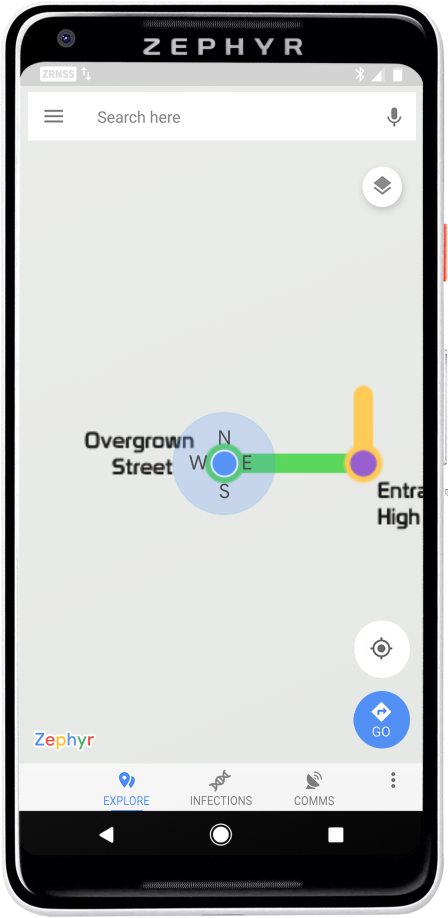 ZEPHYR
ZRNSS
Search here
Overgrown
Street
N
W E
S
Entra
High
Zephyr
GO
EXPLORE INFECTIONS COMMS